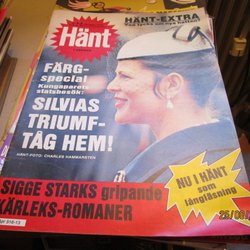 Hänt
HÄNT-EXTRA
FÄRG-
special
Kungaparets
statsbesök:
SILVIAS
TRIUMF-
TÅG HEM!
HÄNT-FOTO: CHARLES HAMMARSTEN
NU I HÄNT
som
långläsning
SIGGE STARKS gripande
KÄRLEKS-ROMANER